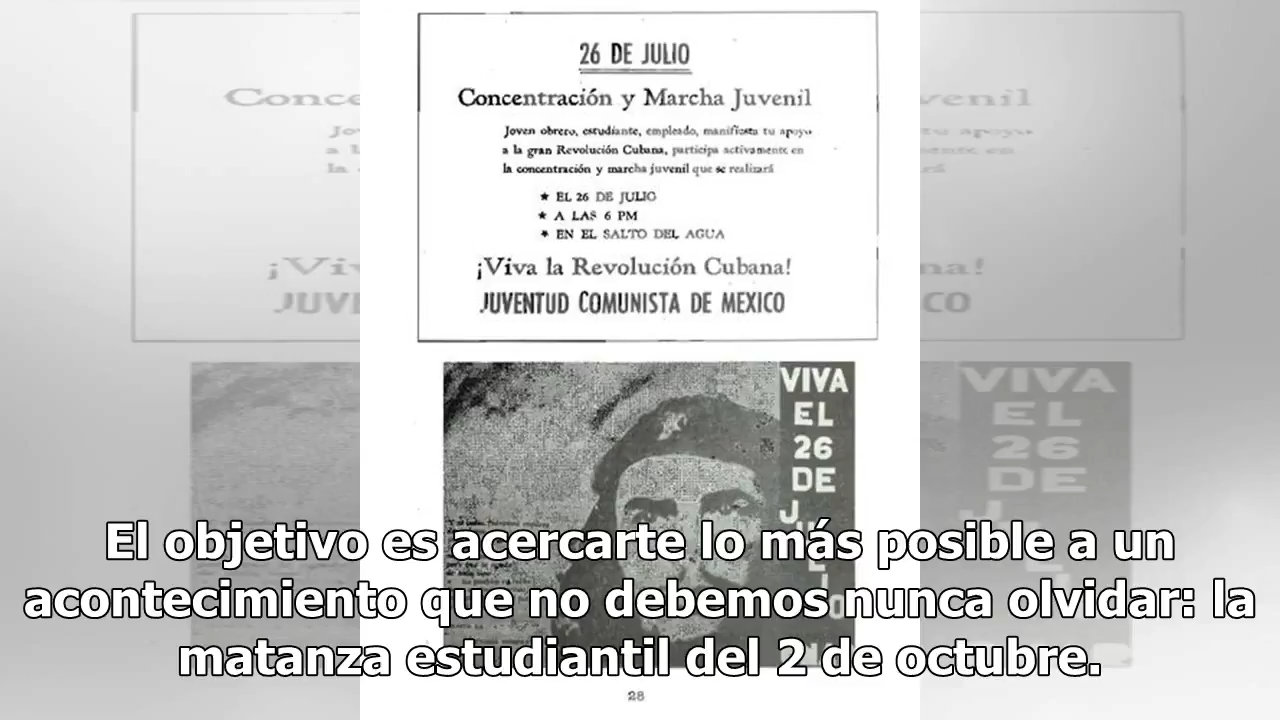 26 DE JULIO
Concentración y Marcha Juvenil
Joven obrero, estudiante, empleado, manifiesta tu apoyo
a la gran Revolución Cubana, participa activamente en
la concentración y marcha juvenil que se realizará
★ EL 26 DE JULIO
★ A LAS 6 PM
★ EN EL SALTO DEL AGUA
¡Viva la Revolución Cubana!
JUVENTUD COMUNISTA DE MEXICO
VIVA
EL
26
DE
El objetivo es acercarte lo más posible a un
acontecimiento que no debemos nunca olvidar: la
matanza estudiantil del 2 de octubre.
28